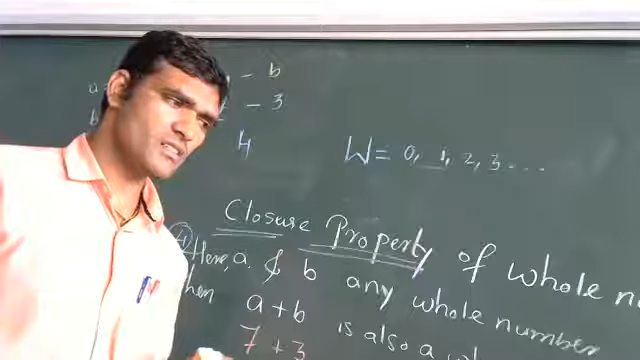 a - b
b - 3
4
W = 0, 1, 2, 3 ...
Closure Property of whole
(1) Here, a & b any whole number
then a + b is also a
7 + 3